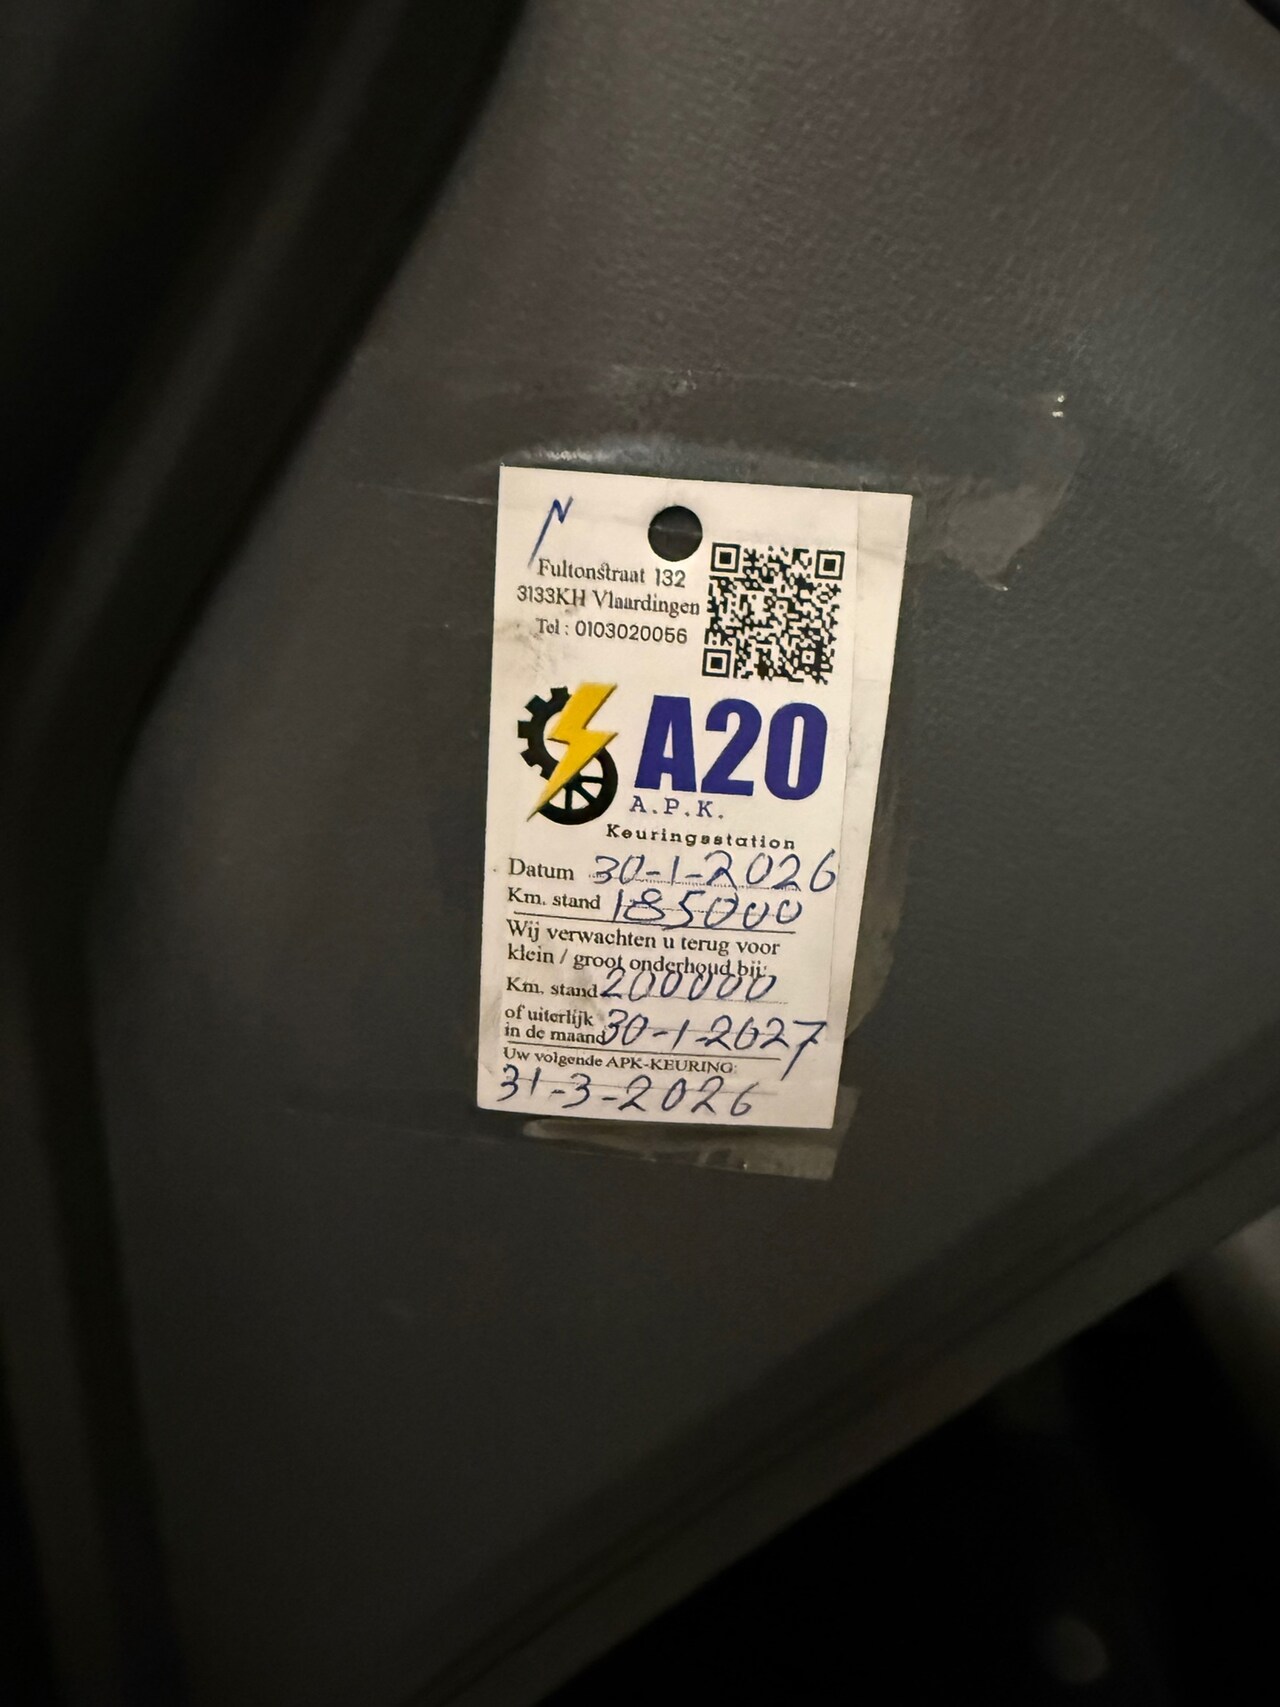 Fultonstraat 132
3133KH Vlaardingen
Tel : 0103020056
A20
A.P.K.
Keuringsstation
Datum 30-1-2026
Km. stand 185000
Wij verwachten u terug voor
klein / groot onderhoud bij:
Km. stand 200000
of uiterlijk
in de maand 30-1-2027
Uw volgende APK-KEURING:
31-3-2026